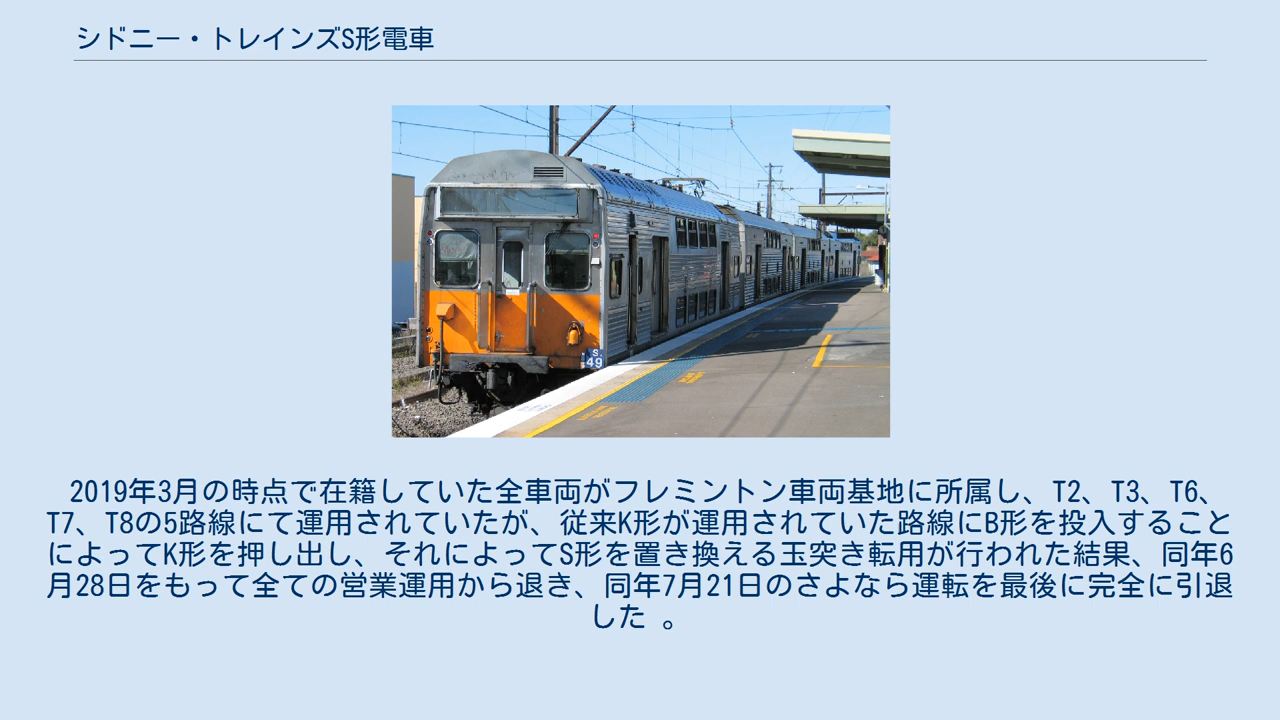 シドニー・トレインズS形電車
S
49
2019年3月の時点で在籍していた全車両がフレミントン車両基地に所属し、T2、T3、T6、
T7、T8の5路線にて運用されていたが、従来K形が運用されていた路線にB形を投入すること
によってK形を押し出し、それによってS形を置き換える玉突き転用が行われた結果、同年6
月28日をもって全ての営業運用から退き、同年7月21日のさよなら運転を最後に完全に引退
した 。